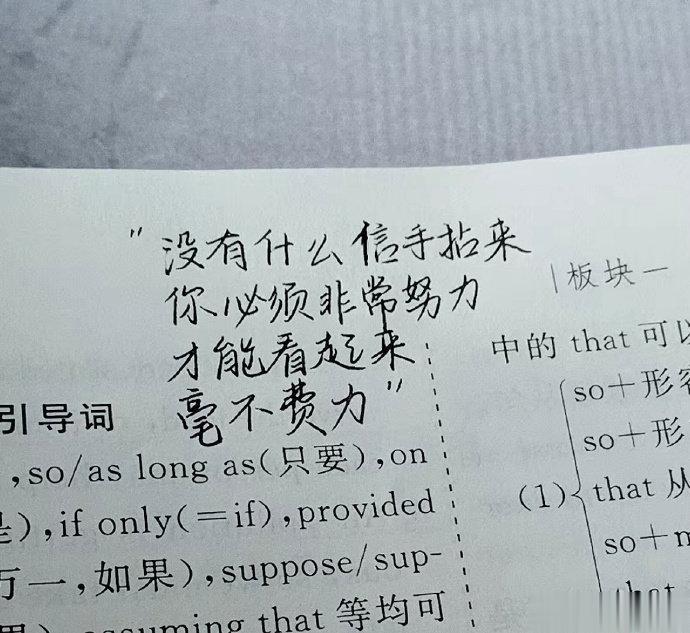 “没有什么信手拈来
你必须非常努力
才能看起来
毫不费力”
引导词
,so/as long as(只要),on
是),if only(=if),provided
万一,如果),suppose/sup-
assuming that 等均可
板块一
中的 that 可以
so+形容
so+形
(1) that 从
so+m
that